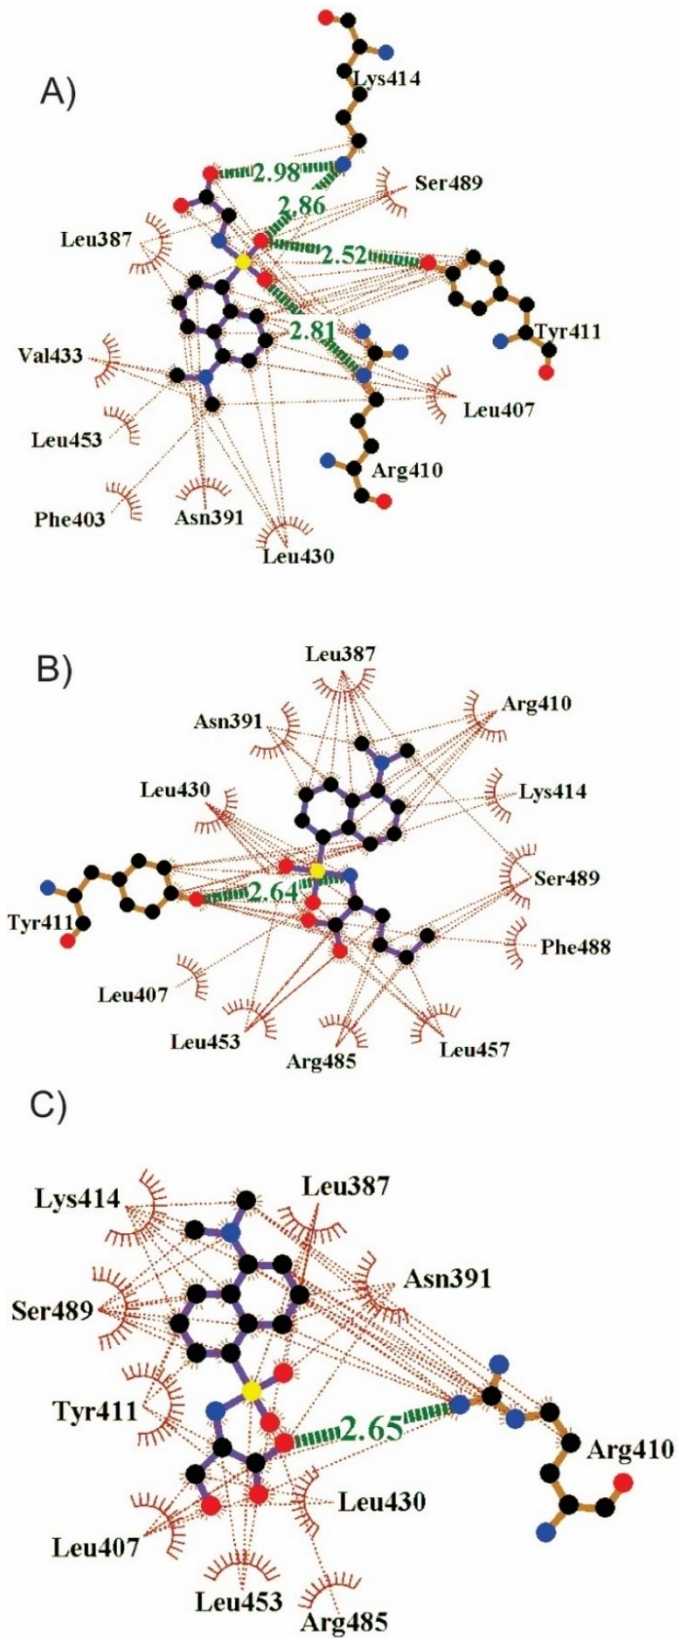 A)
Lys414
2.98
Ser489
2.86
Leu387
2.52
2.81
Tyr411
Val433
Leu407
Leu453
Arg410
Phe403
Asn391
Leu430
B)
Leu387
Arg410
Asn391
Leu430
Lys414
Ser489
2.64
Tyr411
Phe488
Leu407
Leu453
Arg485
Leu457
C)
Lys414
Leu387
Asn391
Ser489
Tyr411
2.65
Arg410
Leu430
Leu407
Leu453
Arg485